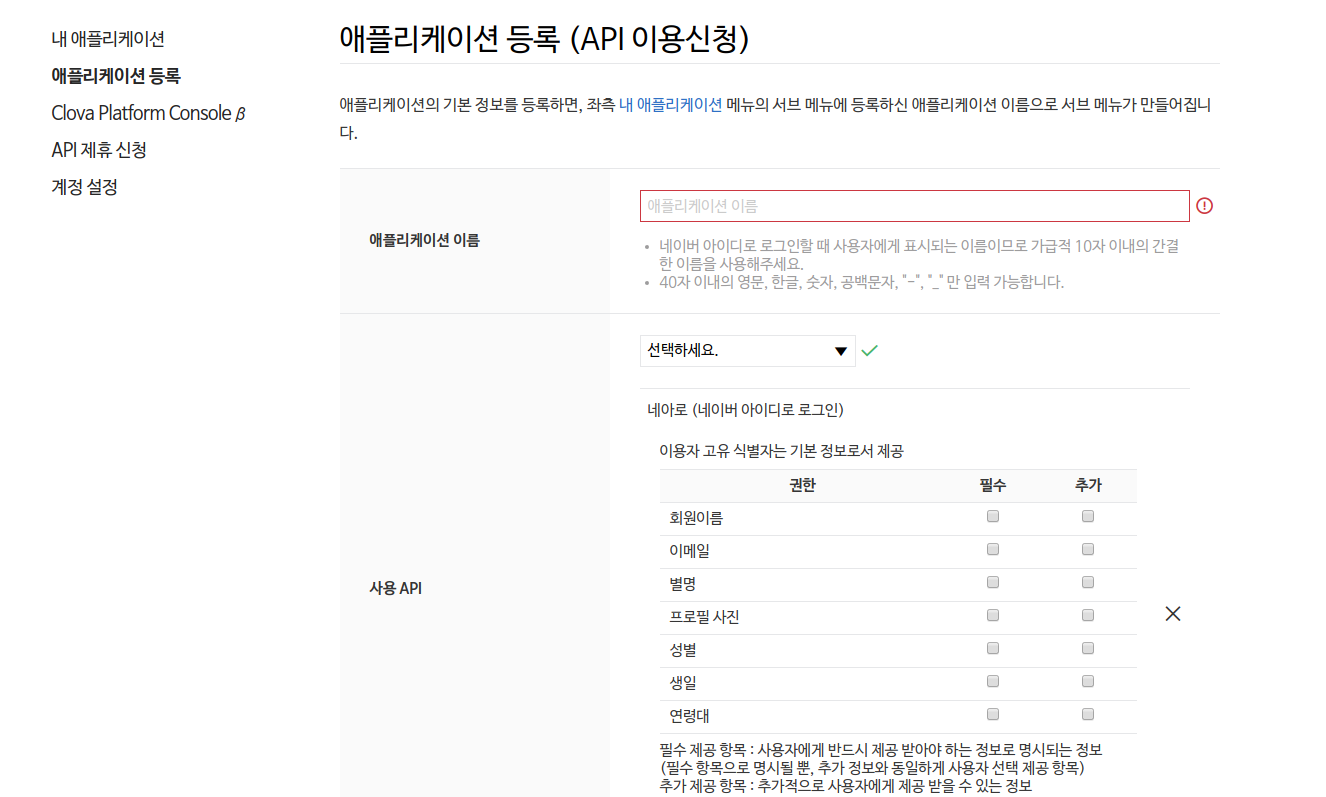 내 애플리케이션
애플리케이션 등록
Clova Platform Console β
API 제휴 신청
계정 설정
애플리케이션 등록 (API 이용신청)
애플리케이션의 기본 정보를 등록하면, 좌측 내 애플리케이션 메뉴의 서브 메뉴에 등록하신 애플리케이션 이름으로 서브 메뉴가 만들어집니
다.
애플리케이션 이름
애플리케이션 이름
• 네이버 아이디로 로그인할 때 사용자에게 표시되는 이름이므로 가급적 10자 이내의 간결
한 이름을 사용해주세요.
• 40자 이내의 영문, 한글, 숫자, 공백문자, "-", "_" 만 입력 가능합니다.
사용 API
선택하세요.
네아로 (네이버 아이디로 로그인)
이용자 고유 식별자는 기본 정보로서 제공
권한 필수 추가
회원이름
이메일
별명
프로필 사진
성별
생일
연령대
필수 제공 항목 : 사용자에게 반드시 제공 받아야 하는 정보로 명시되는 정보
(필수 항목으로 명시될 뿐, 추가 정보와 동일하게 사용자 선택 제공 항목)
추가 제공 항목 : 추가적으로 사용자에게 제공 받을 수 있는 정보